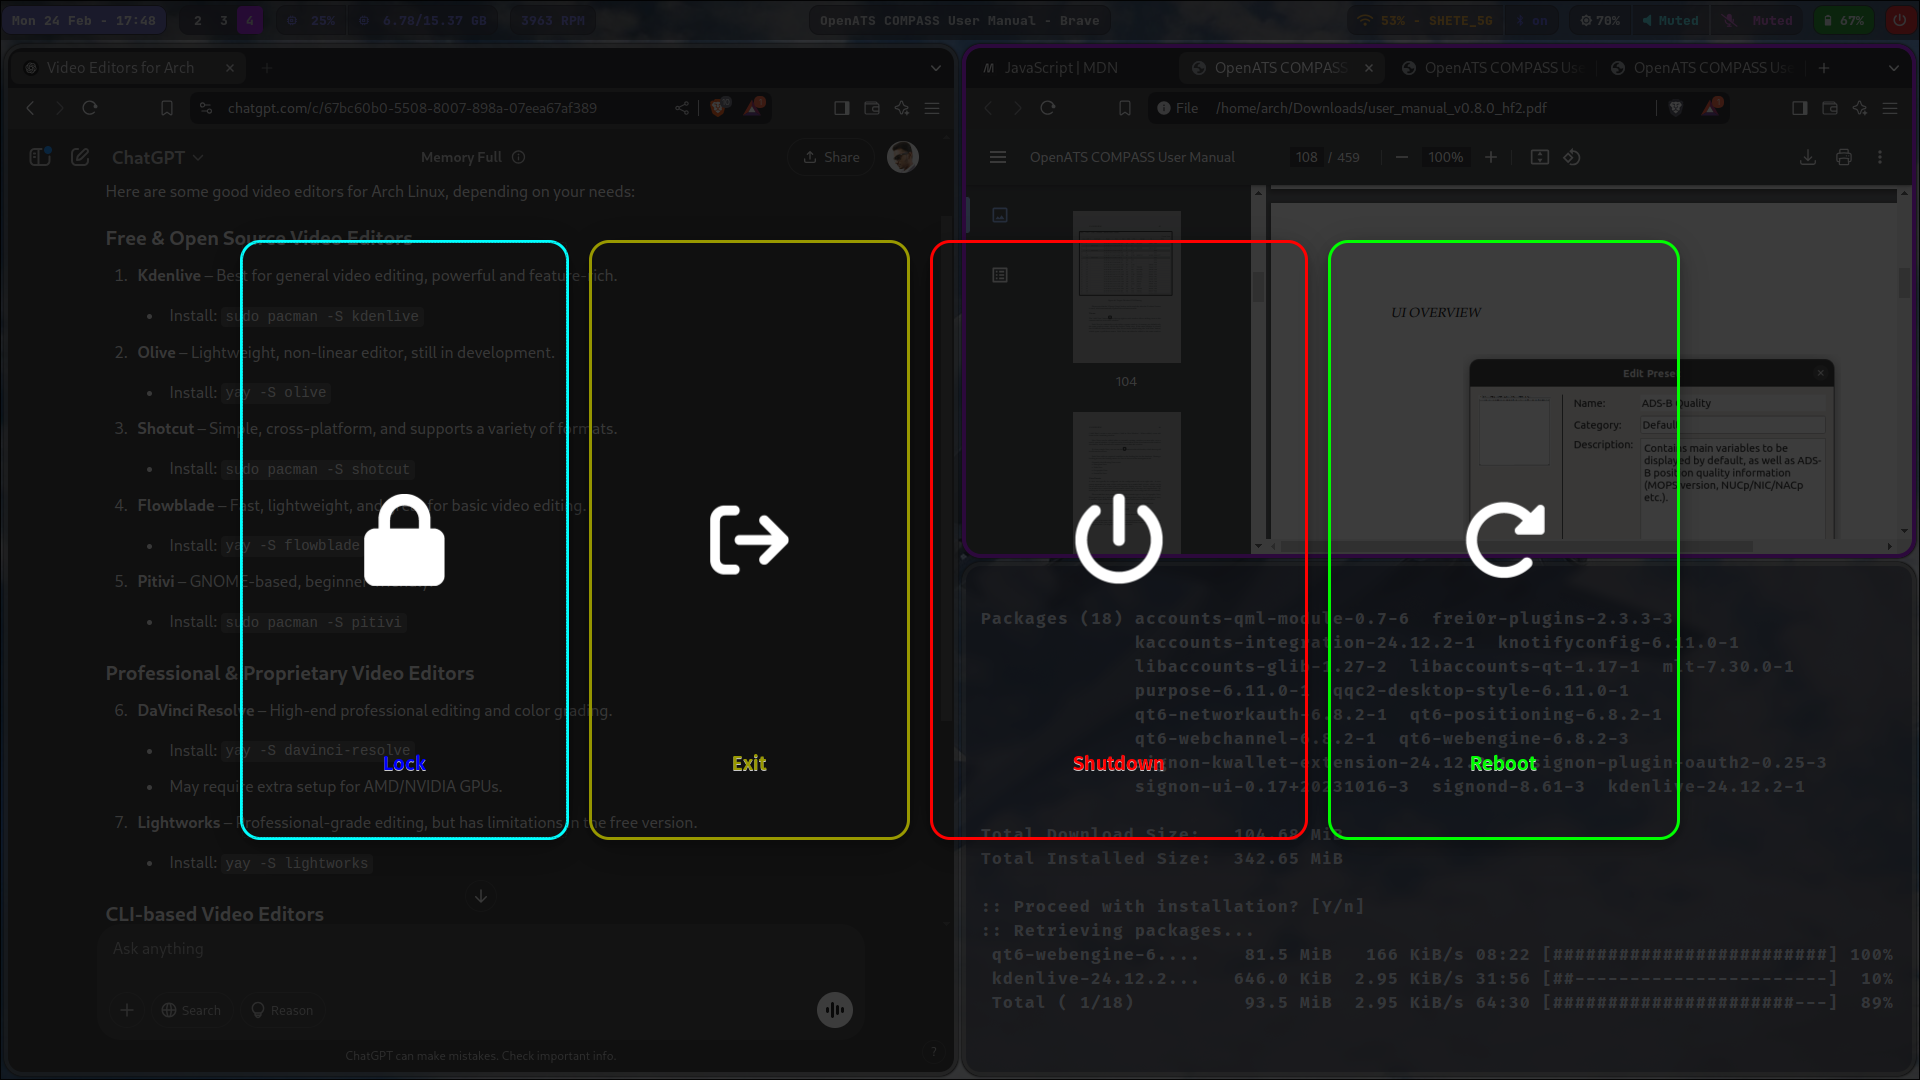 Mon 24 Feb - 17:48
2 3 4
25%
6.78/15.37 GB
3963 RPM
OpenATS COMPASS User Manual - Brave
53% - SHETE_5G
on
70%
Muted
Muted
67%
Video Editors for Arch
chatgpt.com/c/67bc60b0-5508-8007-898a-07eea67af389
ChatGPT
Memory Full
Share
Here are some good video editors for Arch Linux, depending on your needs:
Free & Open Source Video Editors
1. Kdenlive – Best for general video editing, powerful and feature-rich.
• Install: sudo pacman -S kdenlive
2. Olive – Lightweight, non-linear editor, still in development.
• Install: yay -S olive
3. Shotcut – Simple, cross-platform, and supports a variety of formats.
• Install: sudo pacman -S shotcut
4. Flowblade – Fast, lightweight, and for basic video editing.
• Install: yay -S flowblade
5. Pitivi – GNOME-based, beginner
• Install: sudo pacman -S pitivi
Professional & Proprietary Video Editors
6. DaVinci Resolve – High-end professional editing and color grading.
• Install: yay -S davinci-resolve
• May require extra setup for AMD/NVIDIA GPUs.
7. Lightworks – Professional-grade editing, but has limitations in the free version.
• Install: yay -S lightworks
CLI-based Video Editors
Ask anything
Search
Reason
ChatGPT can make mistakes. Check important info.
?
JavaScript | MDN
OpenATS COMPASS
OpenATS COMPASS Use
OpenATS COMPASS Use
File /home/arch/Downloads/user_manual_v0.8.0_hf2.pdf
OpenATS COMPASS User Manual
108 / 459
100%
104
UI OVERVIEW
Edit Prese
Name: ADS-B Quality
Category: Default
Description: Contains main variables to be
displayed by default, as well as ADS-
B position quality information
(MOPS version, NUCp/NIC/NACp
etc.).
Packages (18) accounts-qml-module-0.7-6 frei0r-plugins-2.3.3-3
kaccounts-integration-24.12.2-1 knotifyconfig-6.11.0-1
libaccounts-glib-1.27-2 libaccounts-qt-1.17-1 mlt-7.30.0-1
purpose-6.11.0-1 qqc2-desktop-style-6.11.0-1
qt6-networkauth-6.8.2-1 qt6-positioning-6.8.2-1
qt6-webchannel-6.8.2-1 qt6-webengine-6.8.2-3
signon-kwallet-extension-24.12. signon-plugin-oauth2-0.25-3
signon-ui-0.17+20231016-3 signond-8.61-3 kdenlive-24.12.2-1
Total Download Size: 104.68 MiB
Total Installed Size: 342.65 MiB
:: Proceed with installation? [Y/n]
:: Retrieving packages...
qt6-webengine-6.... 81.5 MiB 166 KiB/s 08:22 [#########################] 100%
kdenlive-24.12.2... 646.0 KiB 2.95 KiB/s 31:56 [##-----------------------] 10%
Total ( 1/18) 93.5 MiB 2.95 KiB/s 64:30 [######################---] 89%
Lock
Exit
Shutdown
Reboot